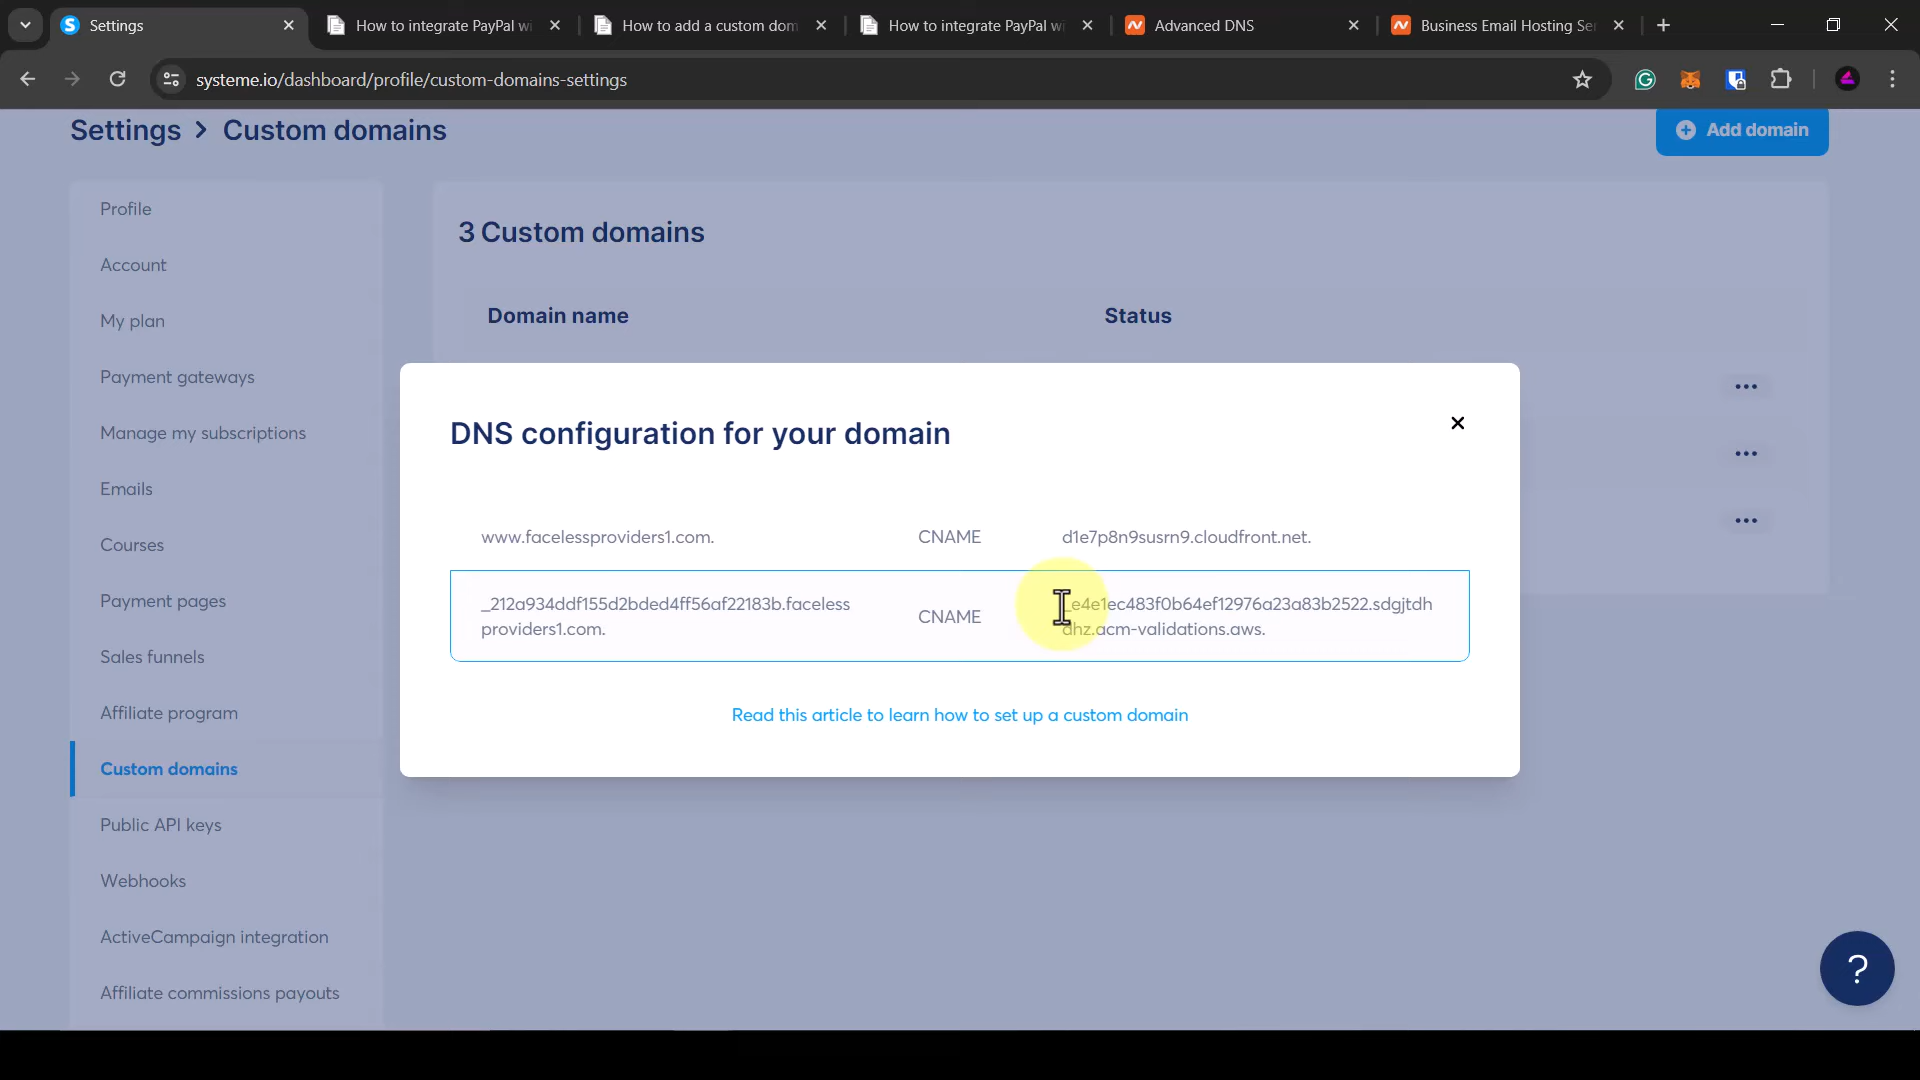 Settings
How to integrate PayPal wi
How to add a custom dom
How to integrate PayPal wi
Advanced DNS
Business Email Hosting Ser
systeme.io/dashboard/profile/custom-domains-settings
Settings > Custom domains
Add domain
Profile
Account
My plan
Payment gateways
Manage my subscriptions
Emails
Courses
Payment pages
Sales funnels
Affiliate program
Custom domains
Public API keys
Webhooks
ActiveCampaign integration
Affiliate commissions payouts
3 Custom domains
Domain name Status
DNS configuration for your domain
www.facelessproviders1.com. CNAME d1e7p8n9susrn9.cloudfront.net.
_212a934ddf155d2bded4ff56af22183b.faceless
providers1.com.
CNAME
_e4e1ec483f0b64ef12976a23a83b2522.sdgjtdh
dhz.acm-validations.aws.
Read this article to learn how to set up a custom domain
?